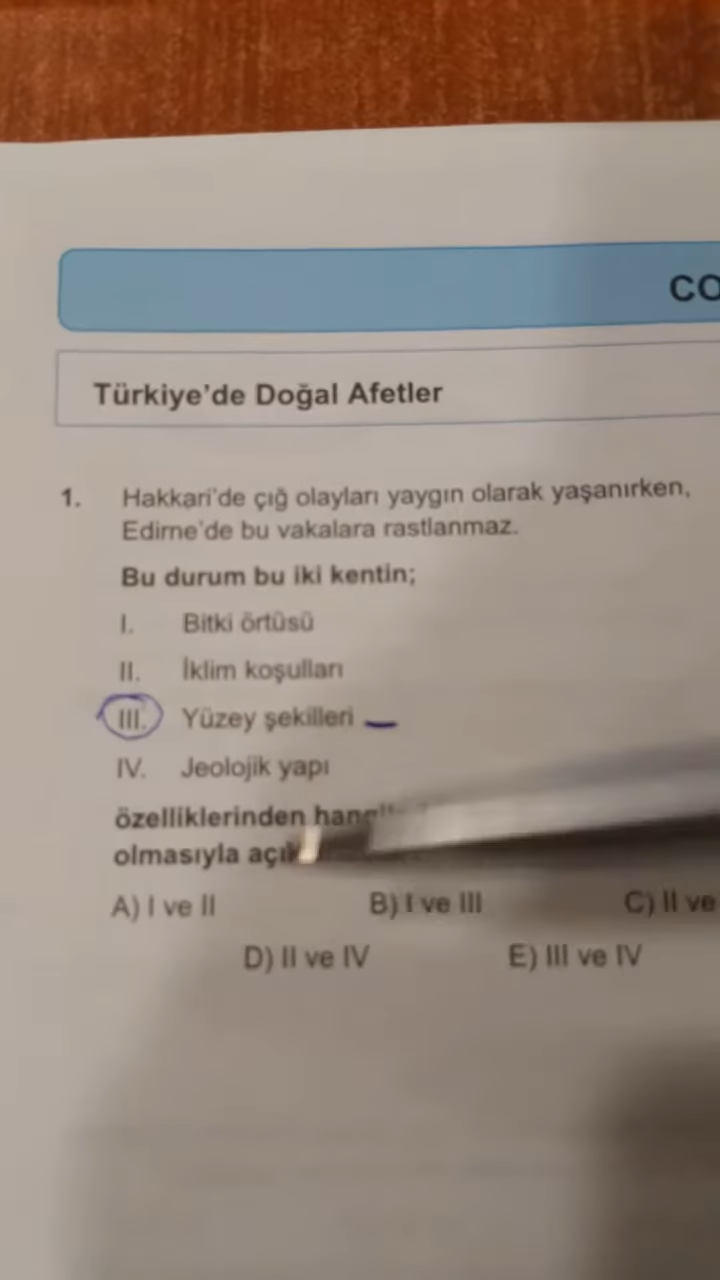 CO
Türkiye'de Doğal Afetler
1. Hakkari'de çığ olayları yaygın olarak yaşanırken,
Edirne'de bu vakalara rastlanmaz.
Bu durum bu iki kentin;
I. Bitki örtüsü
II. İklim koşulları
III. Yüzey şekilleri
IV. Jeolojik yapı
özelliklerinden
olmasıyla
A) I ve II B) I ve III C) II ve
D) II ve IV E) III ve IV